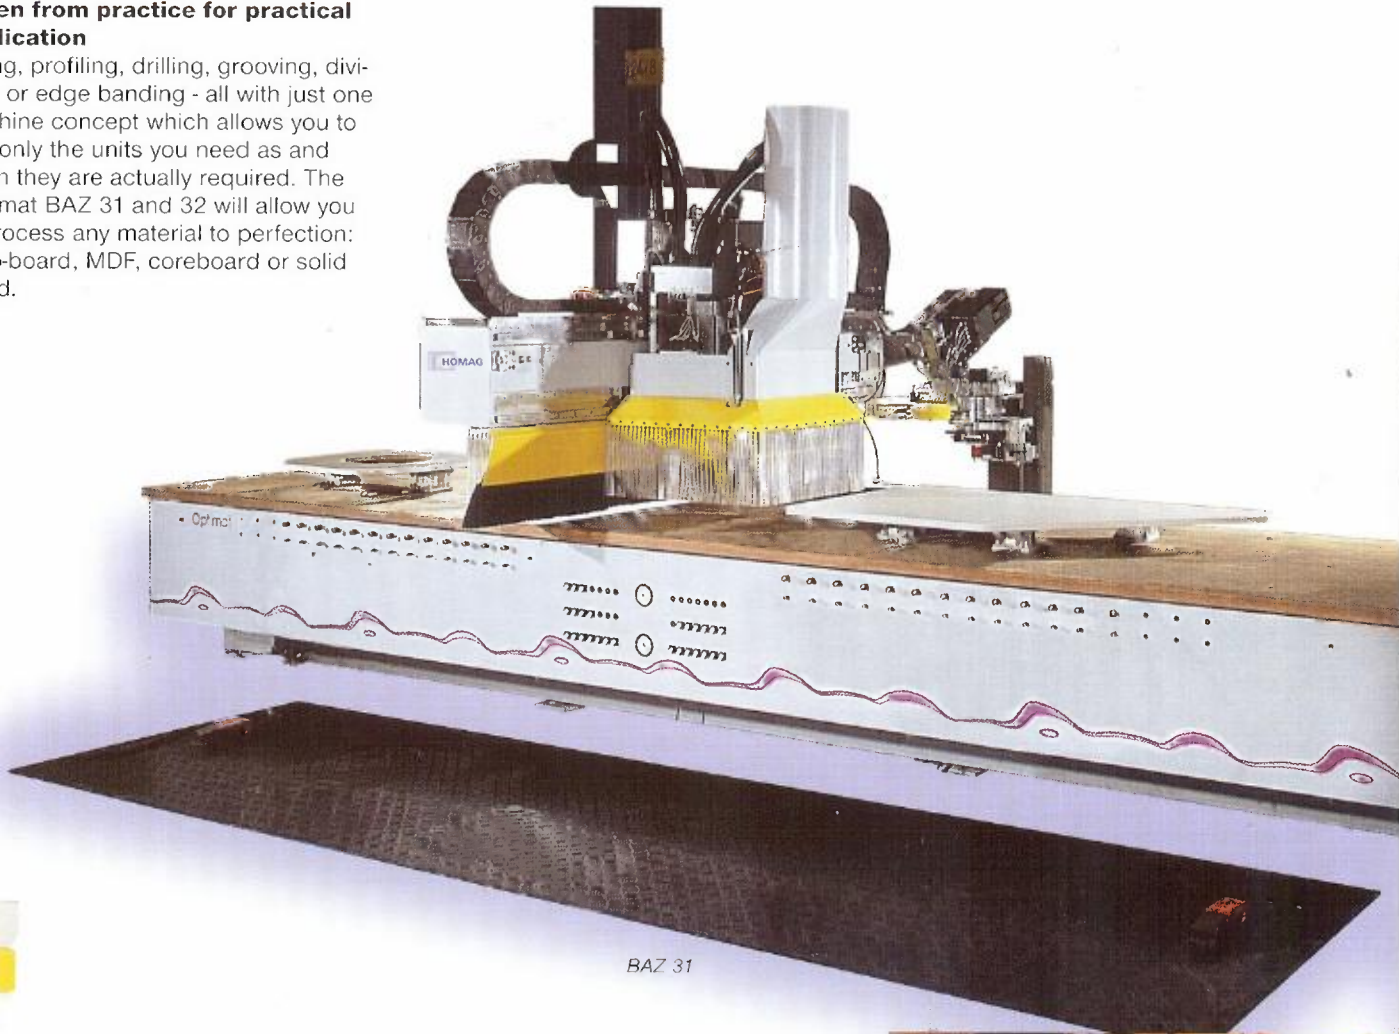 en from practice for practical
lication
g, profiling, drilling, grooving, divi-
or edge banding - all with just one
hine concept which allows you to
only the units you need as and
n they are actually required. The
mat BAZ 31 and 32 will allow you
rocess any material to perfection:
-board, MDF, coreboard or solid
d.
HOMAG
Optimat
BAZ 31